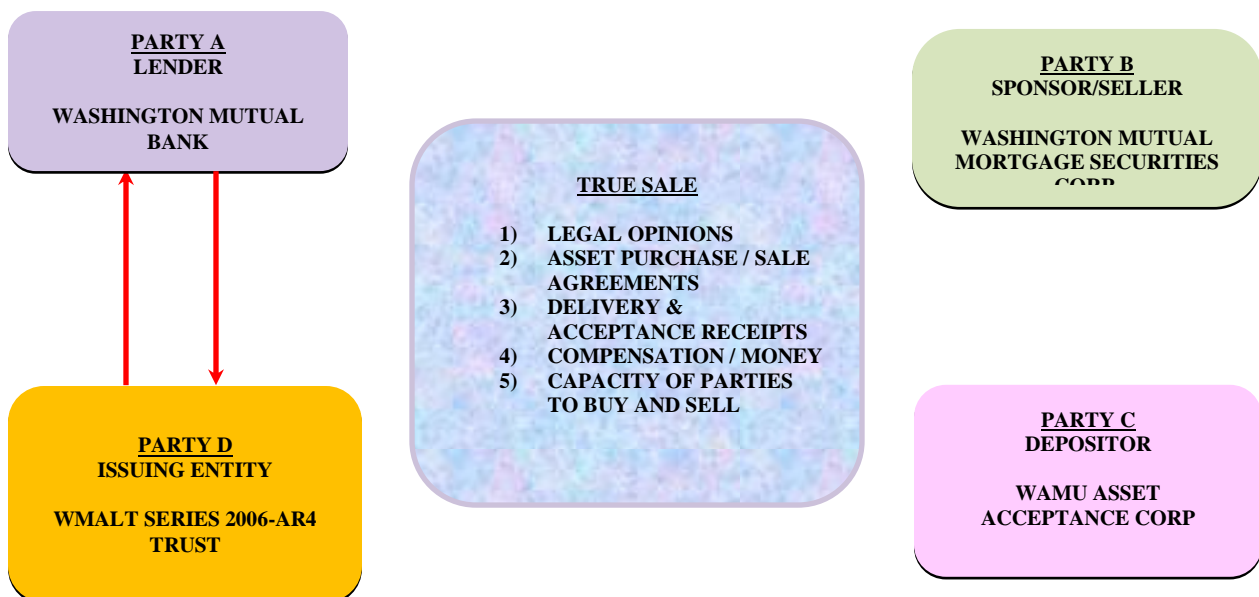 PARTY A
LENDER
WASHINGTON MUTUAL
BANK
PARTY B
SPONSOR/SELLER
WASHINGTON MUTUAL
MORTGAGE SECURITIES
CORP
TRUE SALE
1) LEGAL OPINIONS
2) ASSET PURCHASE / SALE
AGREEMENTS
3) DELIVERY &
ACCEPTANCE RECEIPTS
4) COMPENSATION / MONEY
5) CAPACITY OF PARTIES
TO BUY AND SELL
PARTY D
ISSUING ENTITY
WMALT SERIES 2006-AR4
TRUST
PARTY C
DEPOSITOR
WAMU ASSET
ACCEPTANCE CORP